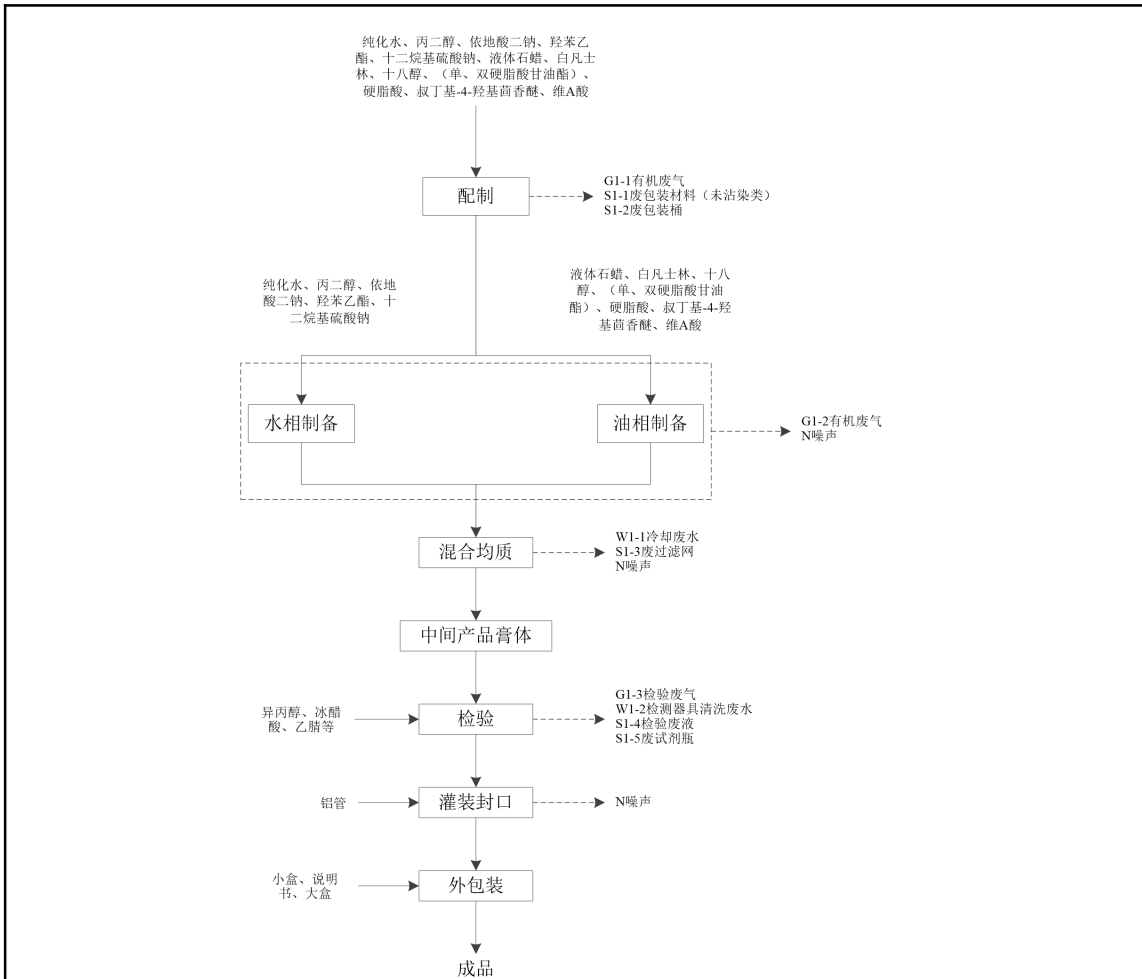 纯化水、丙二醇、依地酸二钠、羟苯乙
酯、十二烷基硫酸钠、液体石蜡、白凡士
林、十八醇、（单、双硬脂酸甘油酯）、
硬脂酸、叔丁基-4-羟基茴香醚、维A酸
配制
G1-1有机废气
S1-1废包装材料（未沾染类）
S1-2废包装桶
纯化水、丙二醇、依地
酸二钠、羟苯乙酯、十
二烷基硫酸钠
液体石蜡、白凡士林、十八
醇、（单、双硬脂酸甘油
酯）、硬脂酸、叔丁基-4-羟
基茴香醚、维A酸
水相制备
油相制备
G1-2有机废气
N噪声
混合均质
W1-1冷却废水
S1-3废过滤网
N噪声
中间产品膏体
异丙醇、冰醋
酸、乙腈等
检验
G1-3检验废气
W1-2检测器具清洗废水
S1-4检验废液
S1-5废试剂瓶
铝管
灌装封口
N噪声
小盒、说明
书、大盒
外包装
成品